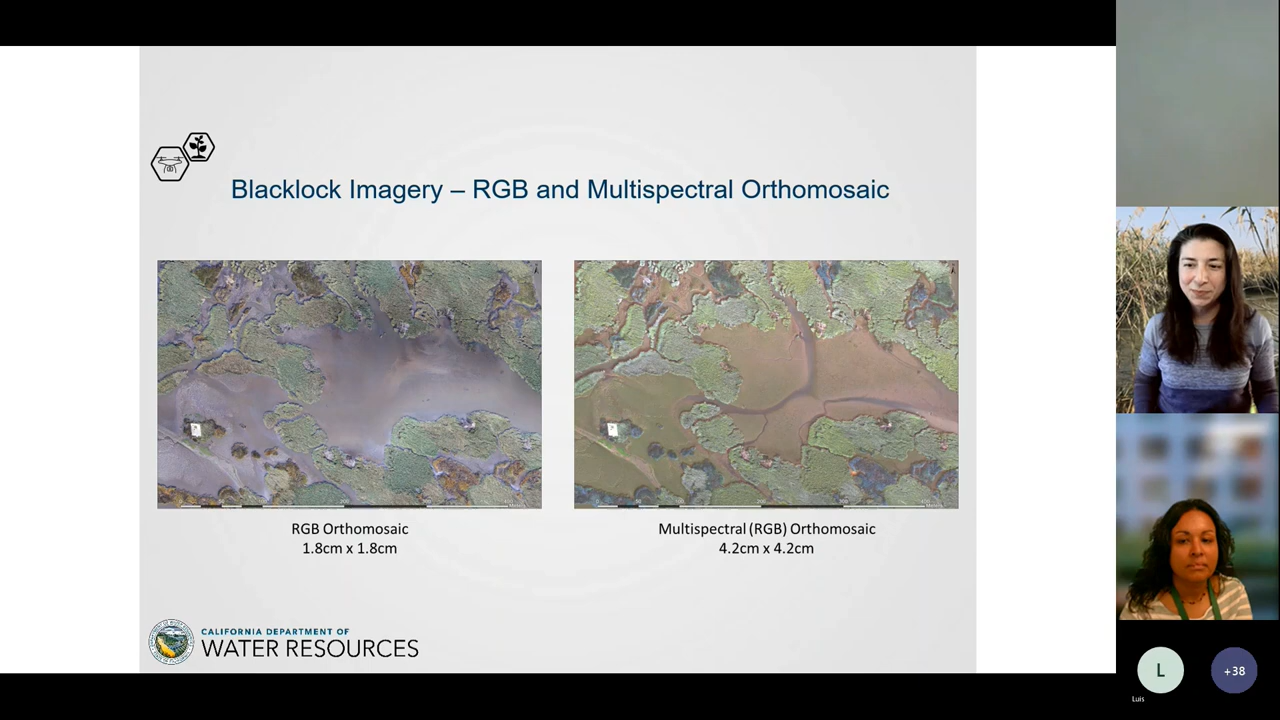 Blacklock Imagery – RGB and Multispectral Orthomosaic
RGB Orthomosaic
1.8cm x 1.8cm
Multispectral (RGB) Orthomosaic
4.2cm x 4.2cm
CALIFORNIA DEPARTMENT OF
WATER RESOURCES
L
+38
Luis